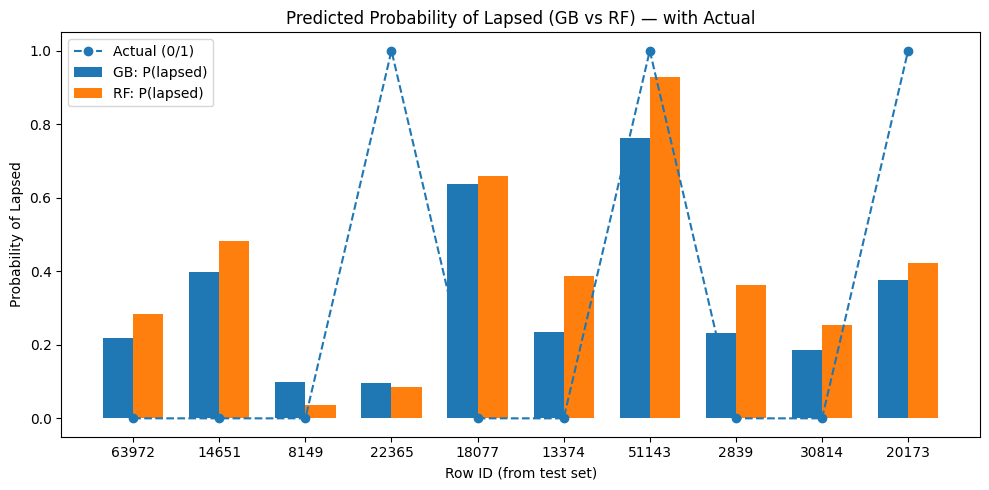 Predicted Probability of Lapsed (GB vs RF) — with Actual
Actual (0/1)
GB: P(lapsed)
RF: P(lapsed)
Probability of Lapsed
1.0
0.8
0.6
0.4
0.2
0.0
63972 14651 8149 22365 18077 13374 51143 2839 30814 20173
Row ID (from test set)